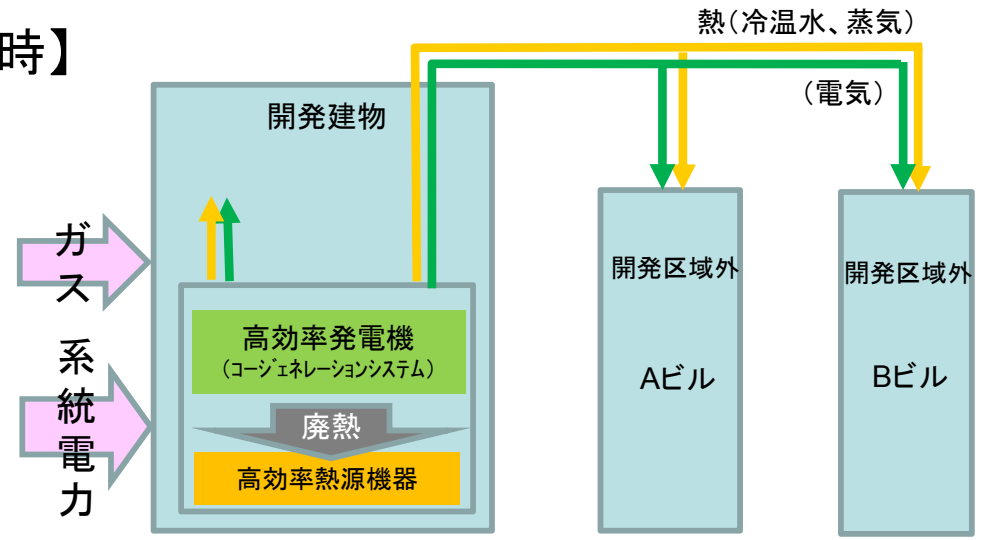 時】
熱(冷温水、蒸気)
(電気)
開発建物
ガス
系統電力
高効率発電機
(ｺｰｼﾞｪﾈﾚｰｼｮﾝｼｽﾃﾑ)
廃熱
高効率熱源機器
開発区域外
Aビル
開発区域外
Bビル